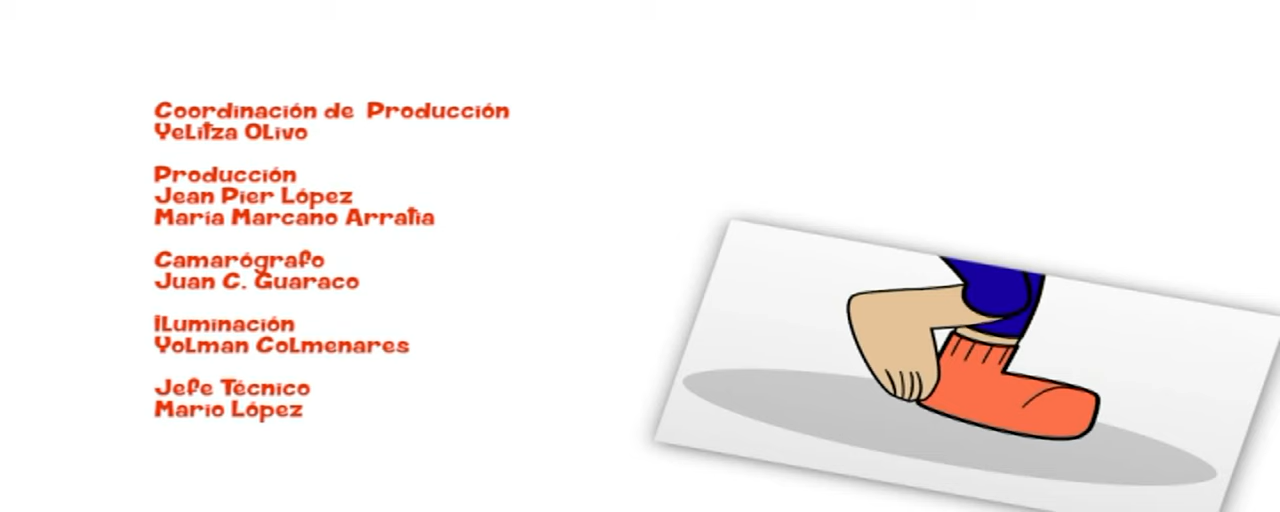 Coordinación de Producción
Yelitza Olivo
Producción
Jean Pier López
María Marcano Arratia
Camarógrafo
Juan C. Guaraco
Iluminación
Yolman Colmenares
Jefe Técnico
Mario López